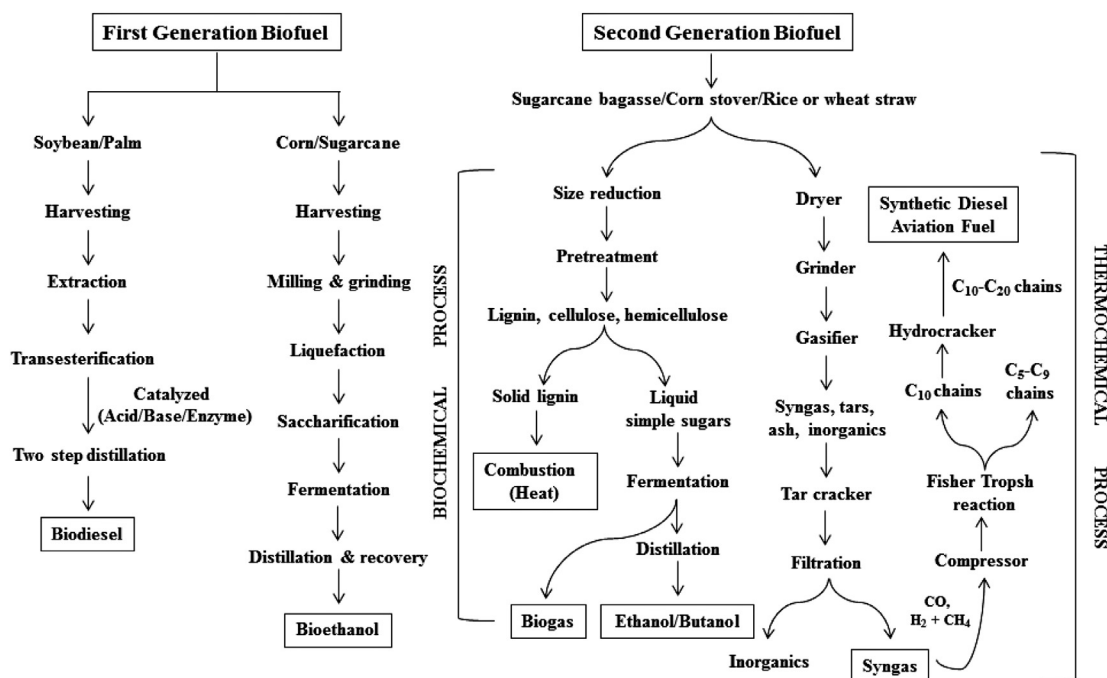 First Generation Biofuel
Soybean/Palm
Harvesting
Extraction
Transesterification
Catalyzed
(Acid/Base/Enzyme)
Two step distillation
Biodiesel
Corn/Sugarcane
Harvesting
Milling & grinding
Liquefaction
Saccharification
Fermentation
Distillation & recovery
Bioethanol
Second Generation Biofuel
Sugarcane bagasse/Corn stover/Rice or wheat straw
BIOCHEMICAL PROCESS
Size reduction
Pretreatment
Lignin, cellulose, hemicellulose
Solid lignin
Combustion
(Heat)
Liquid
simple sugars
Fermentation
Distillation
Biogas
Ethanol/Butanol
Dryer
Grinder
Gasifier
Syngas, tars,
ash, inorganics
Tar cracker
Filtration
Inorganics
Syngas
CO,
H₂ + CH₄
Compressor
Fisher Tropsh
reaction
C₁₀ chains
C₅-C₉
chains
Hydrocracker
C₁₀-C₂₀ chains
Synthetic Diesel
Aviation Fuel
THERMOCHEMICAL PROCESS